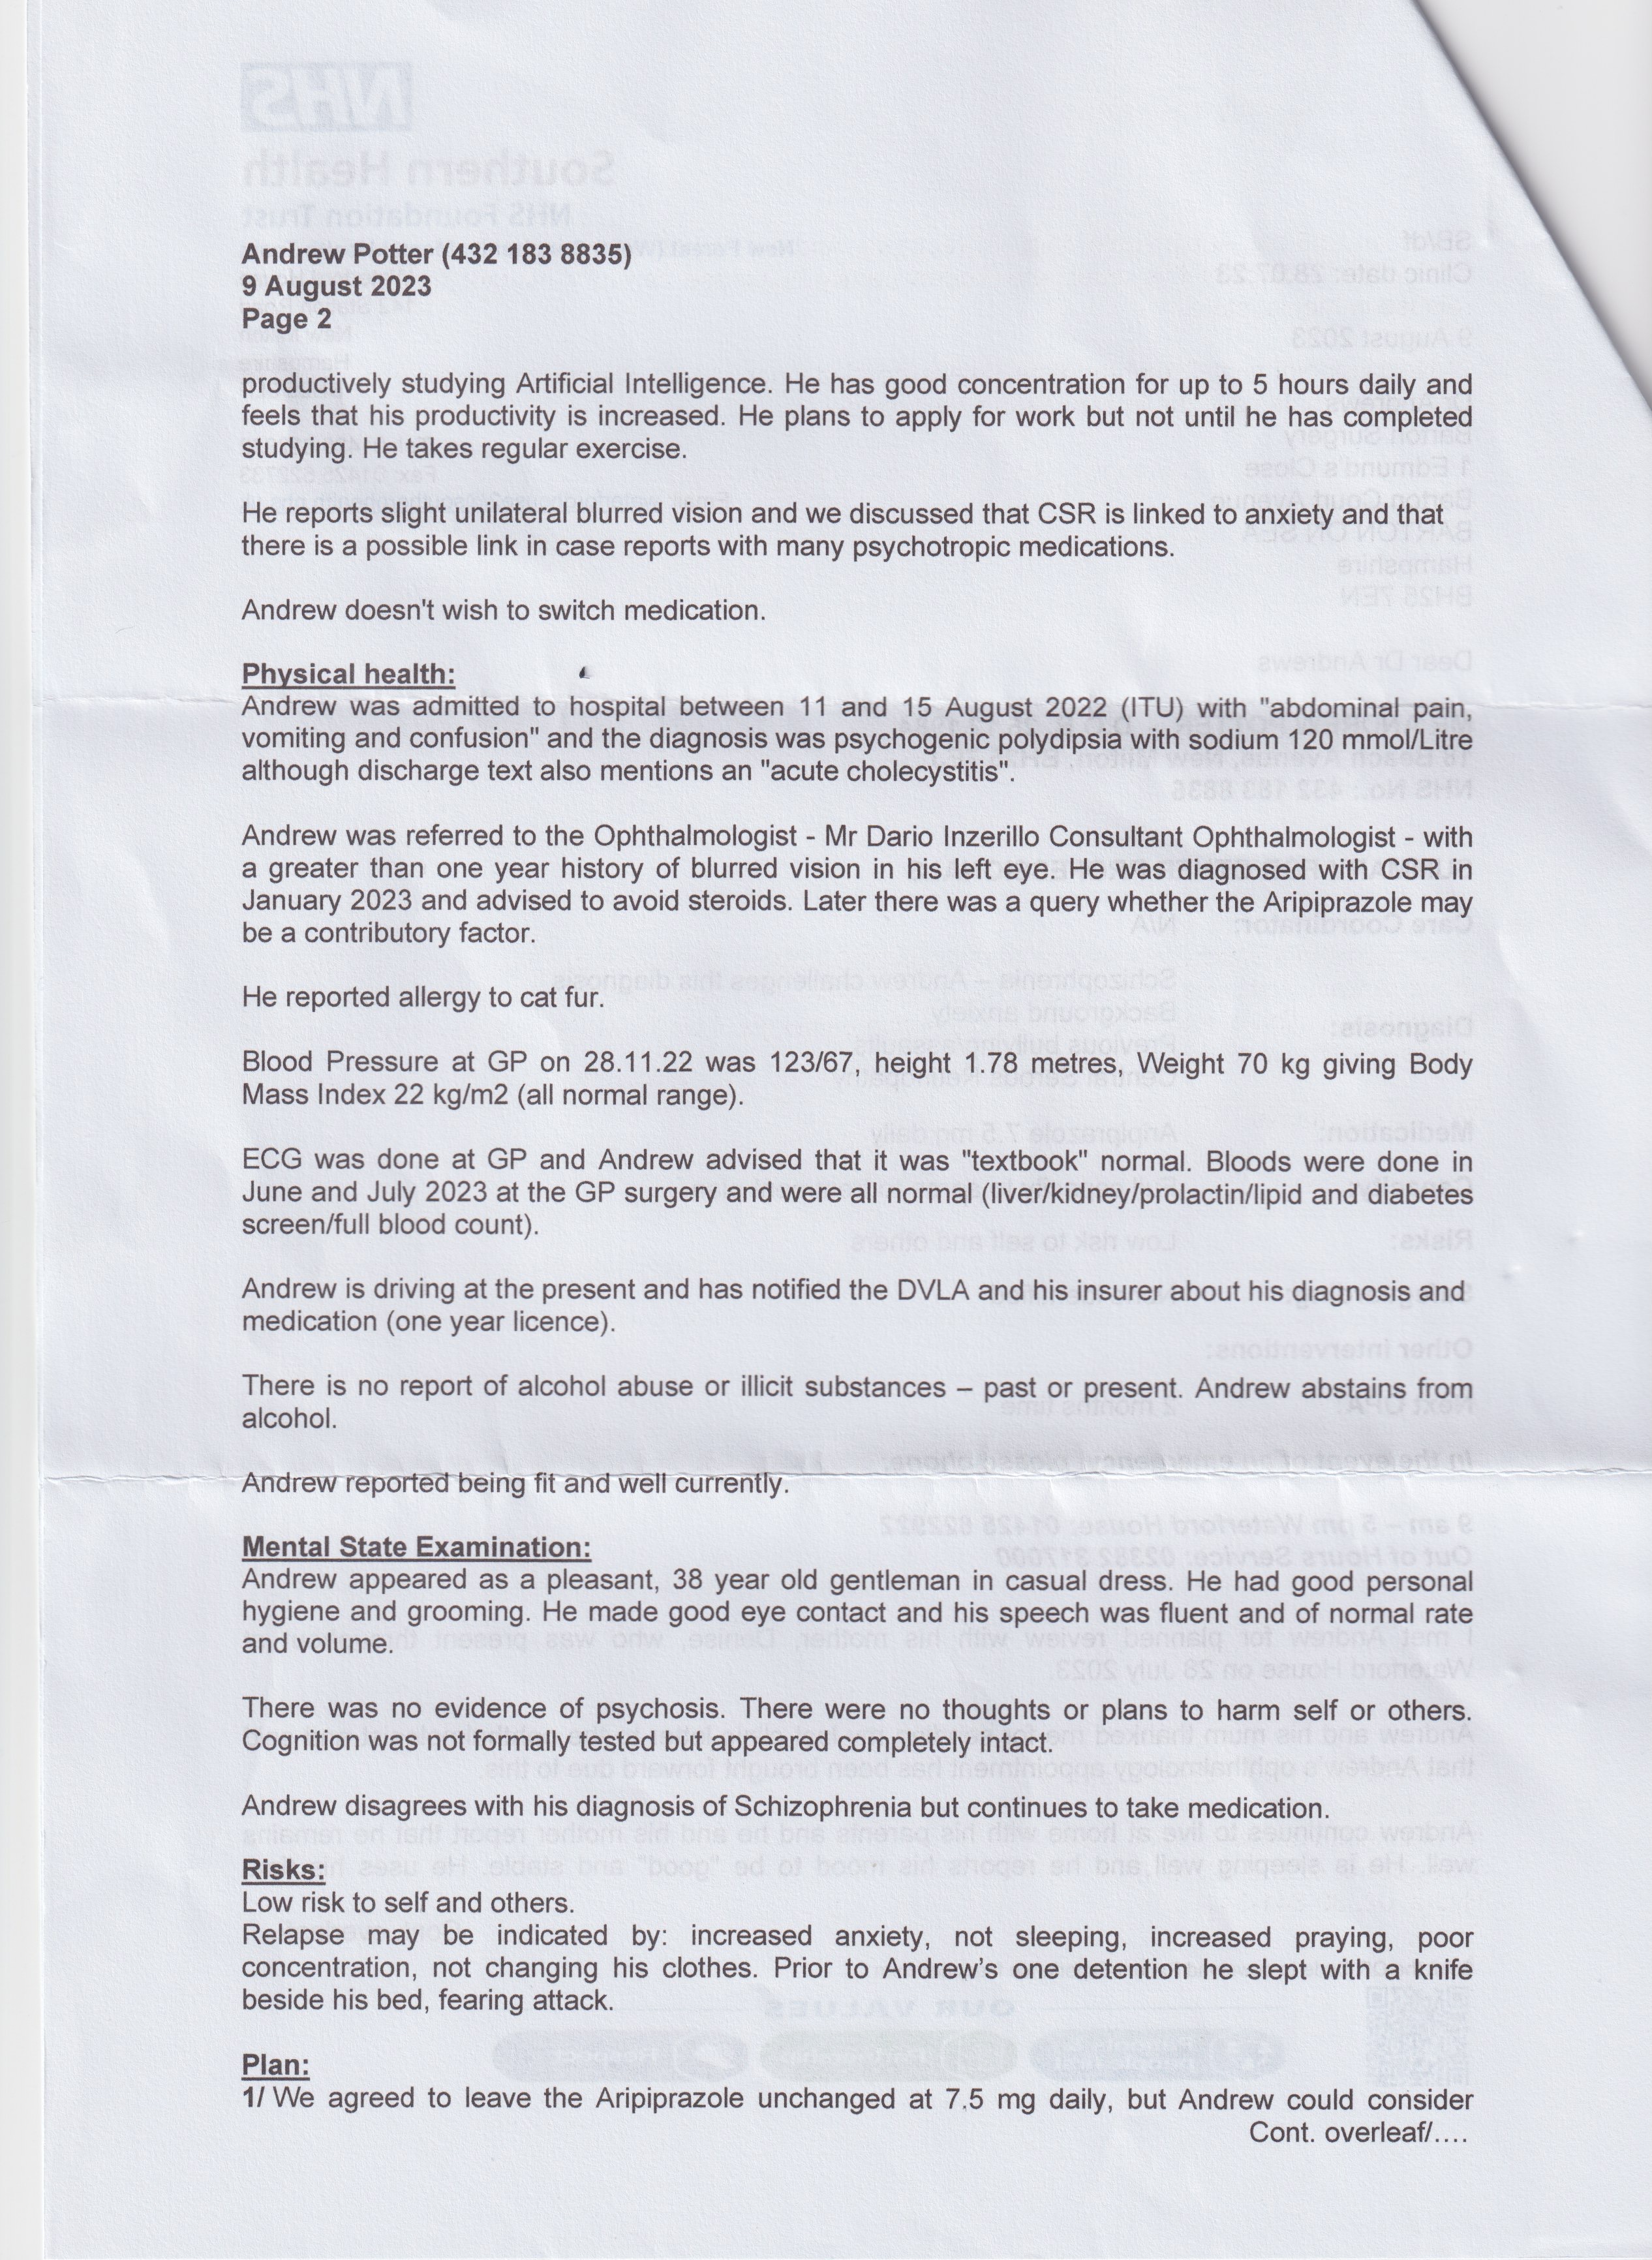 Andrew Potter (432 183 8835)
9 August 2023
Page 2
productively studying Artificial Intelligence. He has good concentration for up to 5 hours daily and
feels that his productivity is increased. He plans to apply for work but not until he has completed
studying. He takes regular exercise.
He reports slight unilateral blurred vision and we discussed that CSR is linked to anxiety and that
there is a possible link in case reports with many psychotropic medications.
Andrew doesn't wish to switch medication.
Physical health:
Andrew was admitted to hospital between 11 and 15 August 2022 (ITU) with "abdominal pain,
vomiting and confusion" and the diagnosis was psychogenic polydipsia with sodium 120 mmol/Litre
although discharge text also mentions an "acute cholecystitis".
Andrew was referred to the Ophthalmologist - Mr Dario Inzerillo Consultant Ophthalmologist - with
a greater than one year history of blurred vision in his left eye. He was diagnosed with CSR in
January 2023 and advised to avoid steroids. Later there was a query whether the Aripiprazole may
be a contributory factor.
He reported allergy to cat fur.
Blood Pressure at GP on 28.11.22 was 123/67, height 1.78 metres, Weight 70 kg giving Body
Mass Index 22 kg/m2 (all normal range).
ECG was done at GP and Andrew advised that it was "textbook" normal. Bloods were done in
June and July 2023 at the GP surgery and were all normal (liver/kidney/prolactin/lipid and diabetes
screen/full blood count).
Andrew is driving at the present and has notified the DVLA and his insurer about his diagnosis and
medication (one year licence).
There is no report of alcohol abuse or illicit substances – past or present. Andrew abstains from
alcohol.
Andrew reported being fit and well currently.
Mental State Examination:
Andrew appeared as a pleasant, 38 year old gentleman in casual dress. He had good personal
hygiene and grooming. He made good eye contact and his speech was fluent and of normal rate
and volume.
There was no evidence of psychosis. There were no thoughts or plans to harm self or others.
Cognition was not formally tested but appeared completely intact.
Andrew disagrees with his diagnosis of Schizophrenia but continues to take medication.
Risks:
Low risk to self and others.
Relapse may be indicated by: increased anxiety, not sleeping, increased praying, poor
concentration, not changing his clothes. Prior to Andrew’s one detention he slept with a knife
beside his bed, fearing attack.
Plan:
1/ We agreed to leave the Aripiprazole unchanged at 7.5 mg daily, but Andrew could consider
Cont. overleaf/....